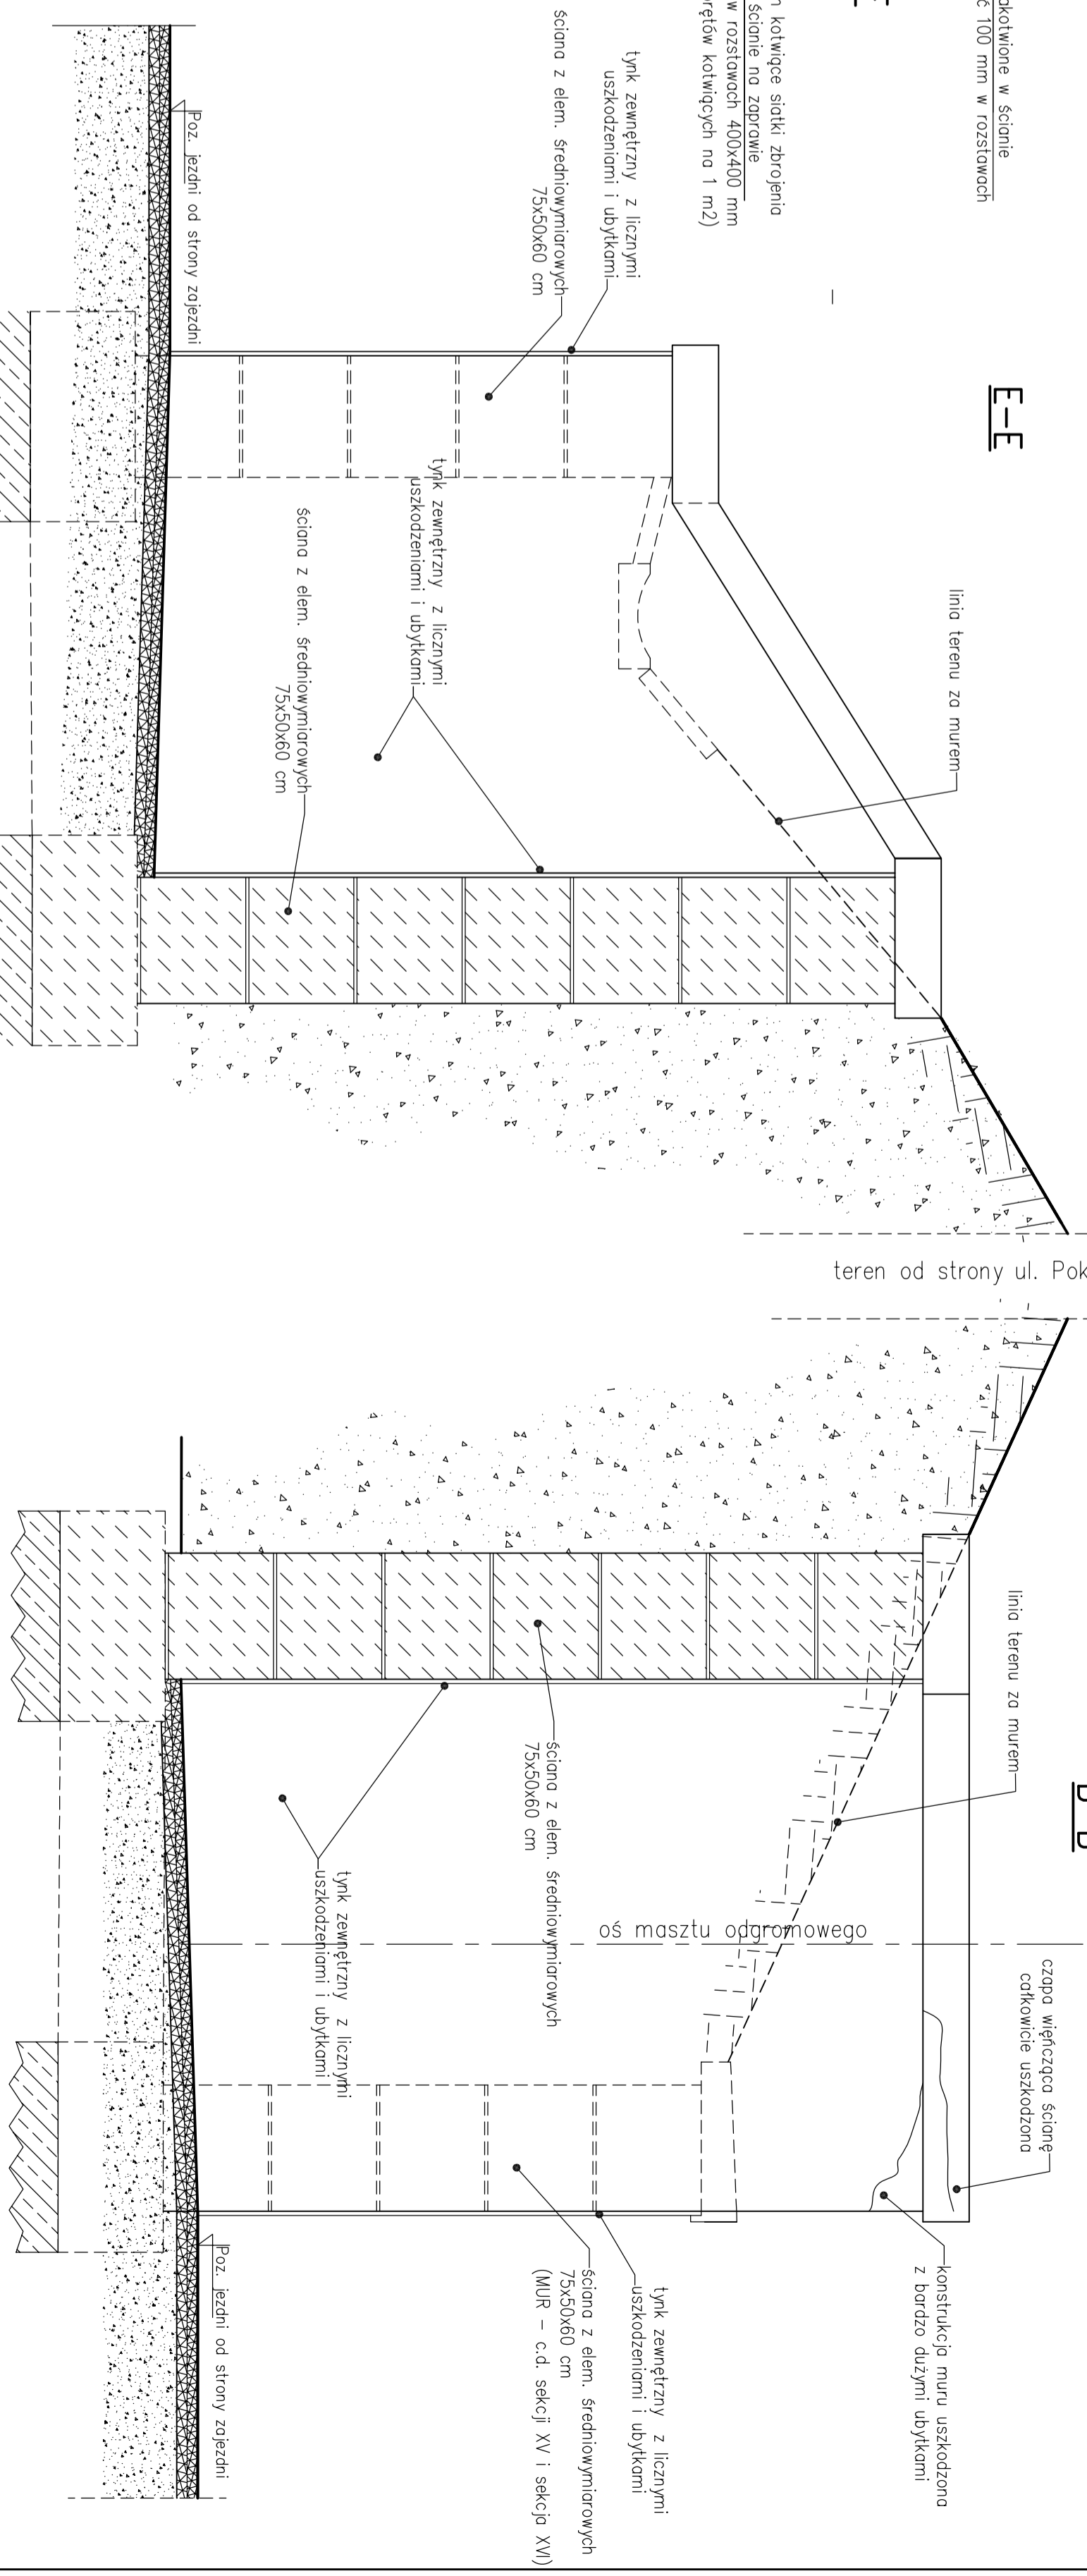 akotwione w ścianie
ć 100 mm w rozstawach
n kotwiące siatki zbrojenia
ścianie na zaprawie
w rozstawach 400x400 mm
orętów kotwiących na 1 m2)
E-E
tynk zewnętrzny z licznymi
uszkodzeniami i ubytkami
ściana z elem. średniowymiarowych
75x50x60 cm
Poz. jezdni od strony zajezdni
linia terenu za murem
tynk zewnętrzny z licznymi
uszkodzeniami i ubytkami
ściana z elem. średniowymiarowych
75x50x60 cm
teren od strony ul. Pok
linia terenu za murem
ściana z elem. średniowymiarowych
75x50x60 cm
tynk zewnętrzny z licznymi
uszkodzeniami i ubytkami
oś masztu odgromowego
czapa wieńcząca ścianę
całkowicie uszkodzona
konstrukcja muru uszkodzona
z bardzo dużymi ubytkami
tynk zewnętrzny z licznymi
uszkodzeniami i ubytkami
ściana z elem. średniowymiarowych
75x50x60 cm
(MUR – c.d. sekcji XV i sekcja XVI)
Poz. jezdni od strony zajezdni